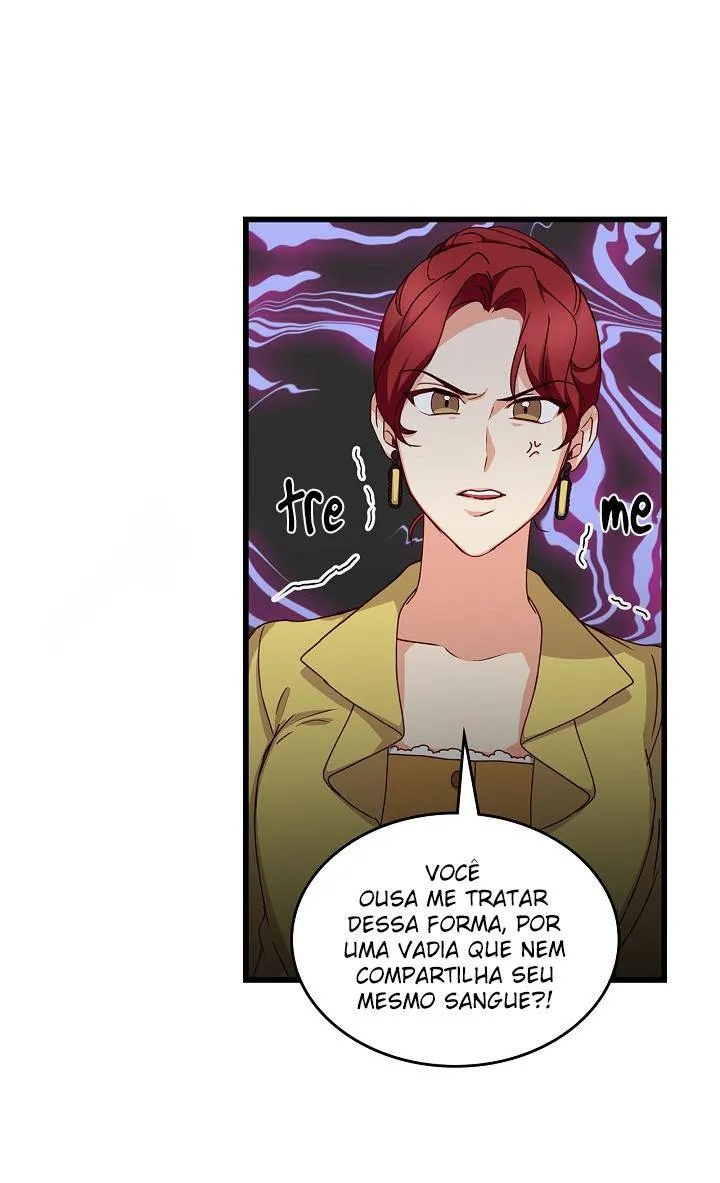 tre
me
VOCÊ
OUSA ME TRATAR
DESSA FORMA, POR
UMA VADIA QUE NEM
COMPARTILHA SEU
MESMO SANGUE?!